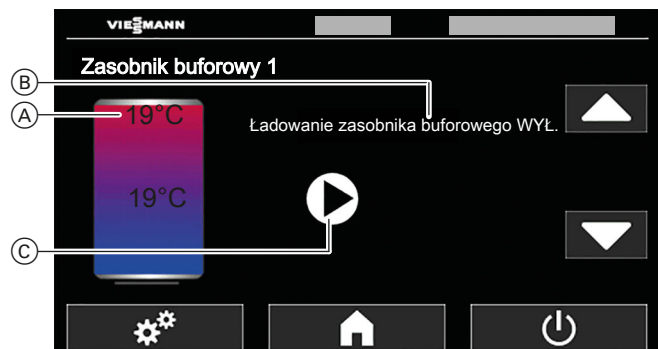 VIESMANN
Zasobnik buforowy 1
B
A
19°C
Ładowanie zasobnika buforowego WYŁ.
19°C
C